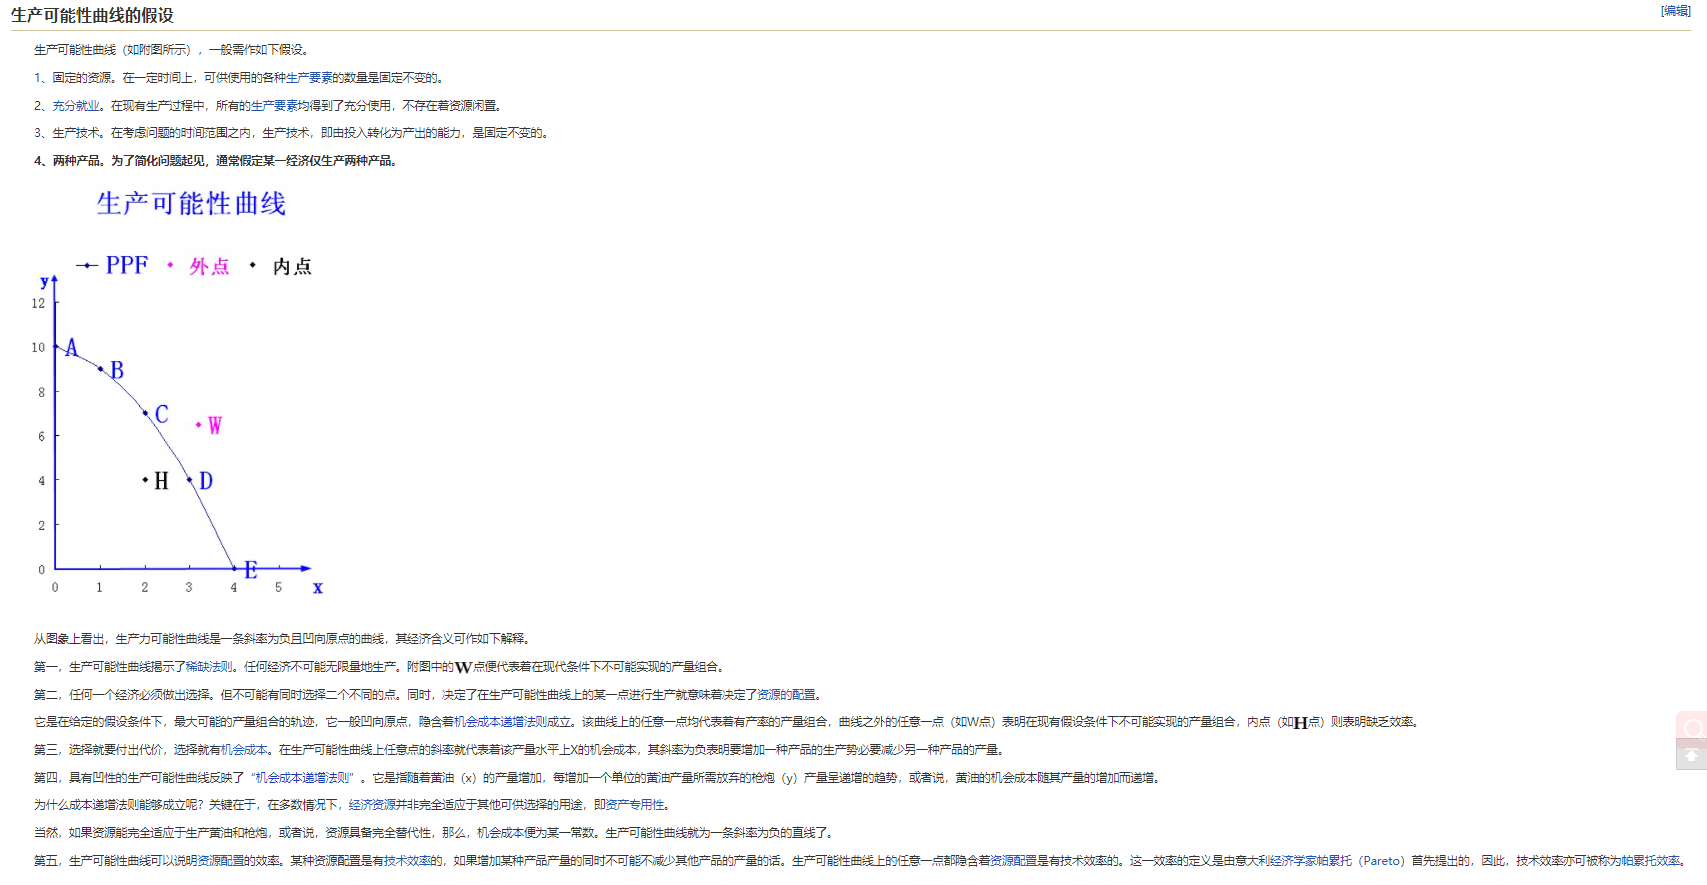 生产可能性曲线的假设
[编辑]
生产可能性曲线（如附图所示），一般需作如下假设。
1、固定的资源。在一定时间上，可供使用的各种生产要素的数量是固定不变的。
2、充分就业。在现有生产过程中，所有的生产要素均得到了充分使用，不存在着资源闲置。
3、生产技术。在考虑问题的时间范围之内，生产技术，即由投入转化为产出的能力，是固定不变的。
4、两种产品。为了简化问题起见，通常假定某一经济仅生产两种产品。
生产可能性曲线
PPF 外点 内点
y
12
10
8
6
4
2
0
A
B
C
W
H
D
E
0 1 2 3 4 5
x
从图象上看出，生产力可能性曲线是一条斜率为负且凹向原点的曲线，其经济含义可作如下解释。
第一，生产可能性曲线揭示了稀缺法则。任何经济不可能无限量地生产。附图中的W点便代表着在现代条件下不可能实现的产量组合。
第二，任何一个经济必须做出选择。但不可能有同时选择二个不同的点。同时，决定了在生产可能性曲线上的某一点进行生产就意味着决定了资源的配置。
它是在给定的假设条件下，最大可能的产量组合的轨迹，它一般凹向原点，隐含着机会成本递增法则成立。该曲线上的任意一点均代表着有产率的产量组合，曲线之外的任意一点（如W点）表明在现有假设条件下不可能实现的产量组合，内点（如H点）则表明缺乏效率。
第三，选择就要付出代价，选择就有机会成本。在生产可能性曲线上任意点的斜率就代表着该产量水平上X的机会成本，其斜率为负表明要增加一种产品的生产势必要减少另一种产品的产量。
第四，具有凹性的生产可能性曲线反映了“机会成本递增法则”。它是指随着黄油（x）的产量增加，每增加一个单位的黄油产量所需放弃的枪炮（y）产量呈递增的趋势，或者说，黄油的机会成本随其产量的增加而递增。
为什么成本递增法则能够成立呢？关键在于，在多数情况下，经济资源并非完全适应于其他可供选择的用途，即资产专用性。
当然，如果资源能完全适应于生产黄油和枪炮，或者说，资源具备完全替代性，那么，机会成本便为某一常数。生产可能性曲线就为一条斜率为负的直线了。
第五，生产可能性曲线可以说明资源配置的效率。某种资源配置是有技术效率的，如果增加某种产品产量的同时不可能不减少其他产品的产量的话。生产可能性曲线上的任意一点都隐含着资源配置是有技术效率的。这一效率的定义是由意大利经济学家帕累托（Pareto）首先提出的，因此，技术效率亦可被称为帕累托效率。